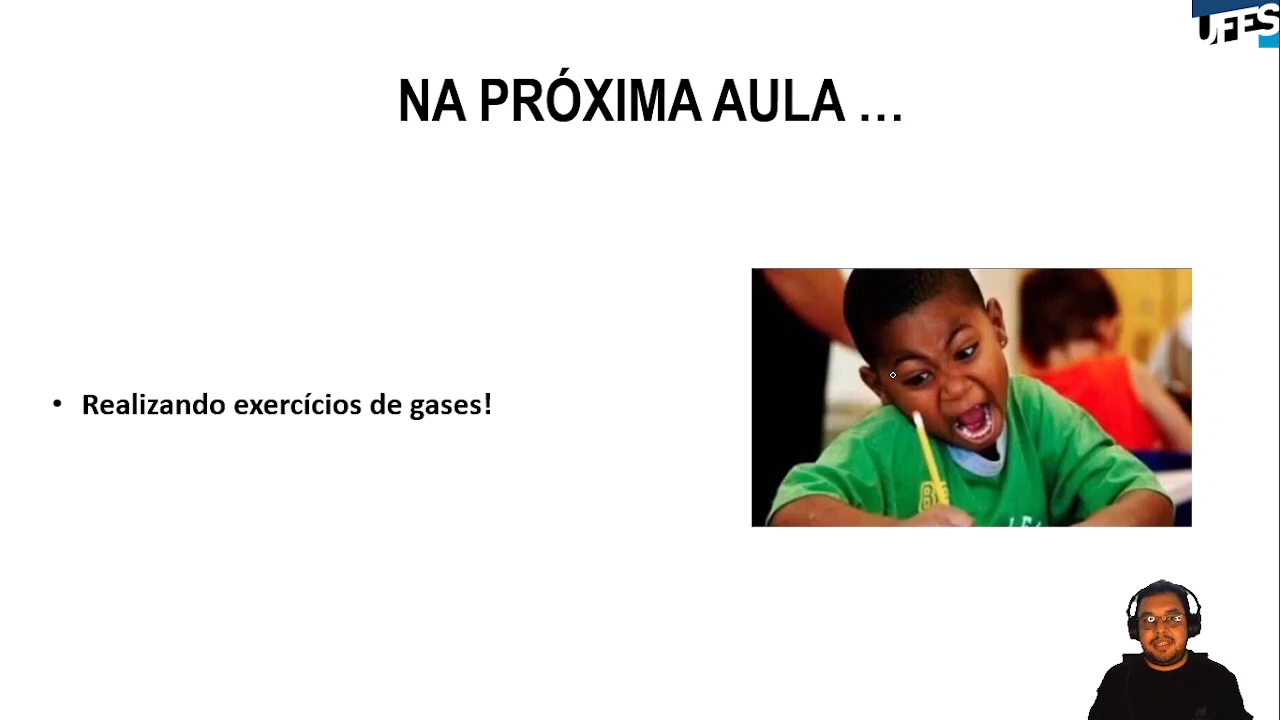 UFES
NA PRÓXIMA AULA ...
• Realizando exercícios de gases!